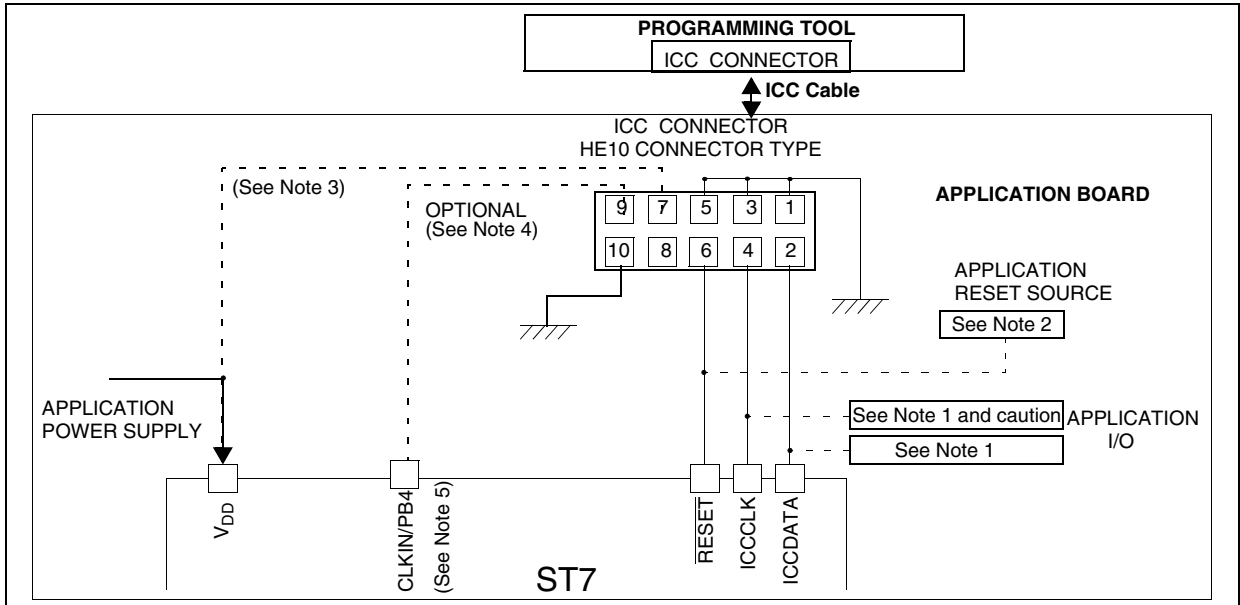 PROGRAMMING TOOL
ICC CONNECTOR
ICC Cable
ICC CONNECTOR
HE10 CONNECTOR TYPE
(See Note 3)
OPTIONAL
(See Note 4)
9 7 5 3 1
10 8 6 4 2
APPLICATION BOARD
APPLICATION
RESET SOURCE
See Note 2
APPLICATION
POWER SUPPLY
See Note 1 and caution
See Note 1
APPLICATION
I/O
VDD
CLKIN/PB4
(See Note 5)
RESET
ICCCLK
ICCDATA
ST7